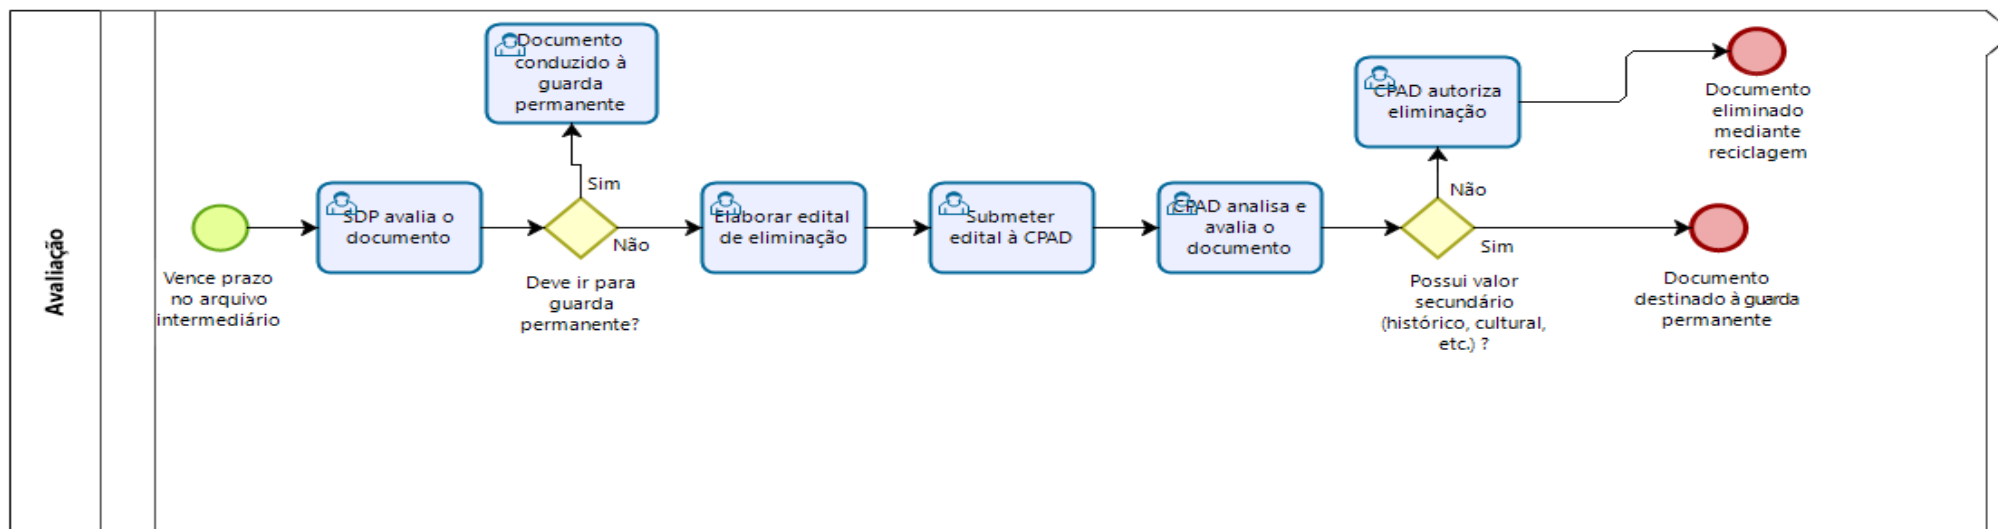 Avaliação
Vence prazo
no arquivo
intermediário
SDP avalia o
documento
Documento
conduzido à
guarda
permanente
Sim
Não
Deve ir para
guarda
permanente?
Elaborar edital
de eliminação
Submeter
edital à CPAD
CPAD analisa e
avalia o
documento
CPAD autoriza
eliminação
Não
Sim
Possui valor
secundário
(histórico, cultural,
etc.) ?
Documento
eliminado
mediante
reciclagem
Documento
destinado à guarda
permanente